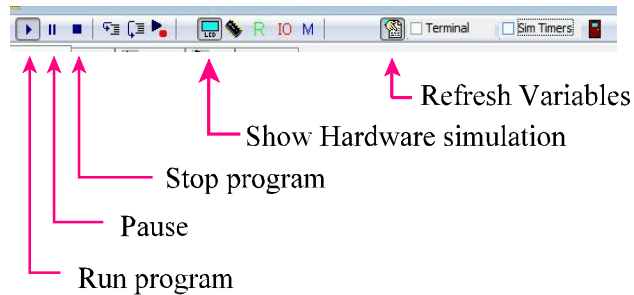 LCD R IO M Terminal Sim Timers
Refresh Variables
Show Hardware simulation
Stop program
Pause
Run program